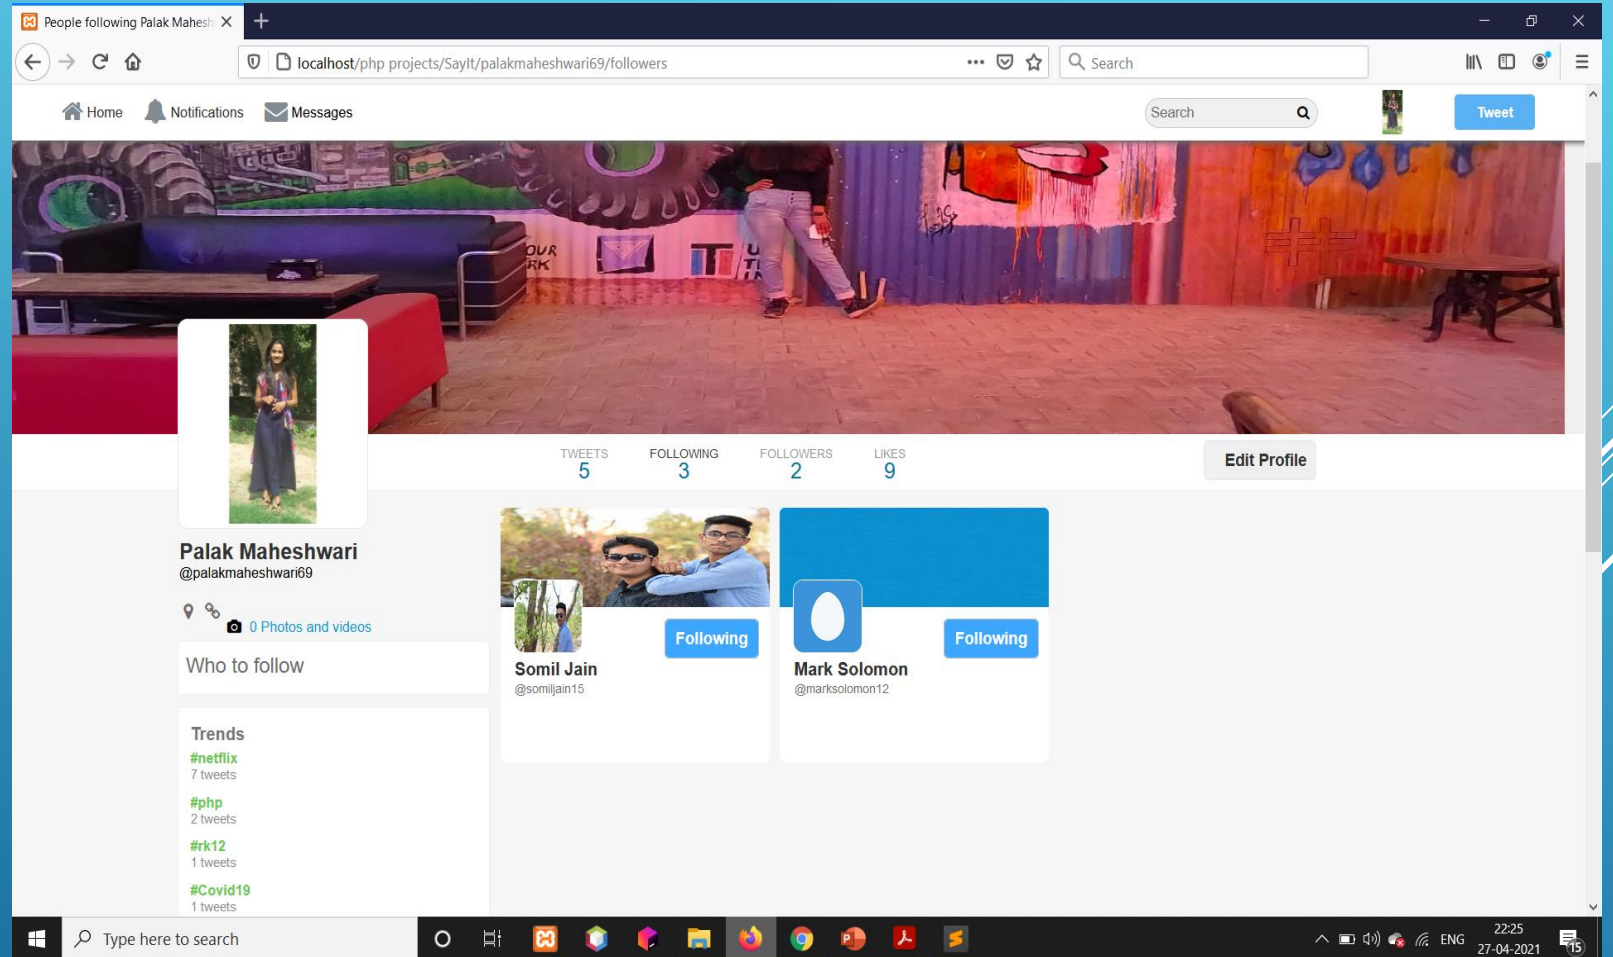 People following Palak Mahesh
localhost/php projects/SayIt/palakmaheshwari69/followers
Search
Home
Notifications
Messages
Search
Tweet
OUR
RK
TWEETS
5
FOLLOWING
3
FOLLOWERS
2
LIKES
9
Edit Profile
Palak Maheshwari
@palakmaheshwari69
0 Photos and videos
Who to follow
Trends
#netflix
7 tweets
#php
2 tweets
#rk12
1 tweets
#Covid19
1 tweets
Following
Somil Jain
@somiljain15
Following
Mark Solomon
@marksolomon12
Type here to search
ENG
22:25
27-04-2021
15